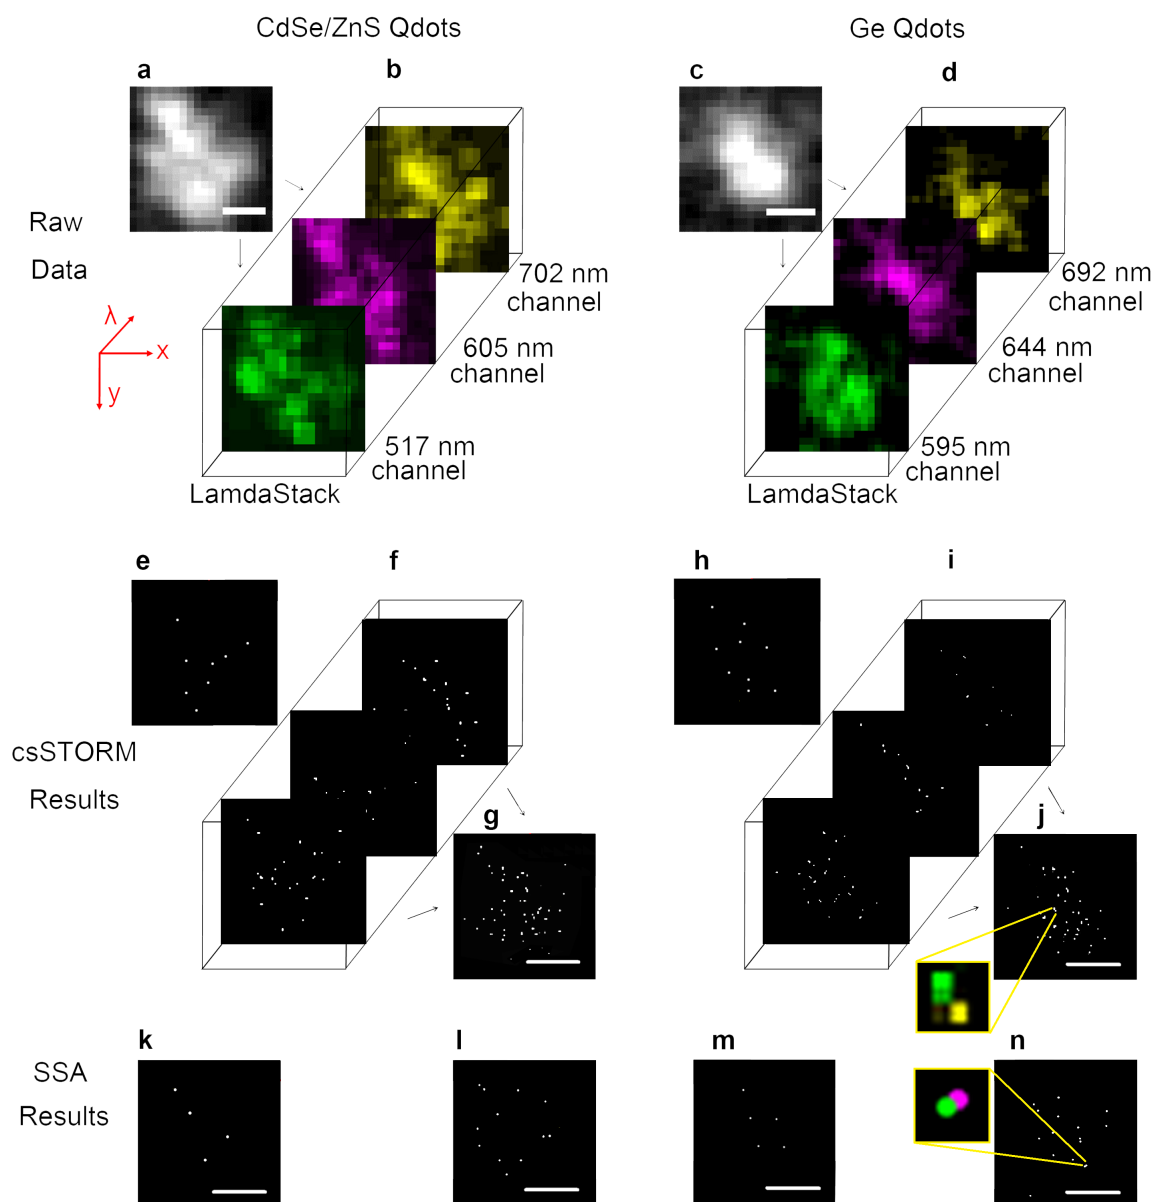 CdSe/ZnS Qdots
Ge Qdots
a
b
c
d
Raw
Data
λ
x
y
702 nm
channel
605 nm
channel
517 nm
channel
LamdaStack
692 nm
channel
644 nm
channel
595 nm
channel
LamdaStack
e
f
h
i
csSTORM
Results
g
j
k
l
m
n
SSA
Results